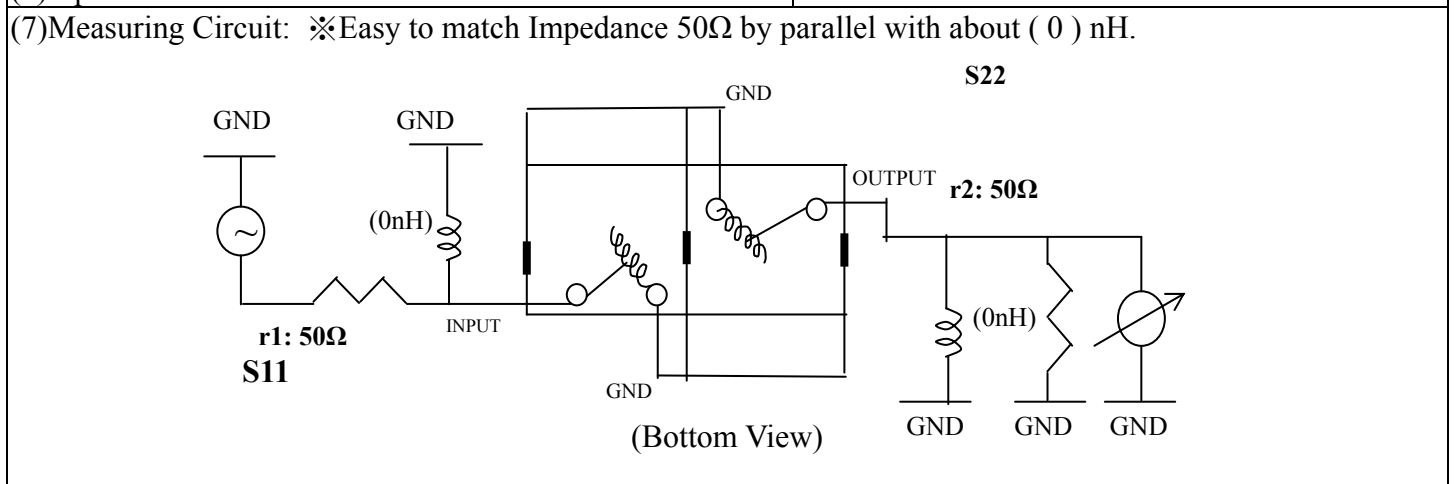 (7)Measuring Circuit: ※Easy to match Impedance 50Ω by parallel with about ( 0 ) nH.
S22
GND
GND
GND
OUTPUT
r2: 50Ω
(0nH)
~
(0nH)
INPUT
r1: 50Ω
S11
GND
GND
GND
GND
(Bottom View)